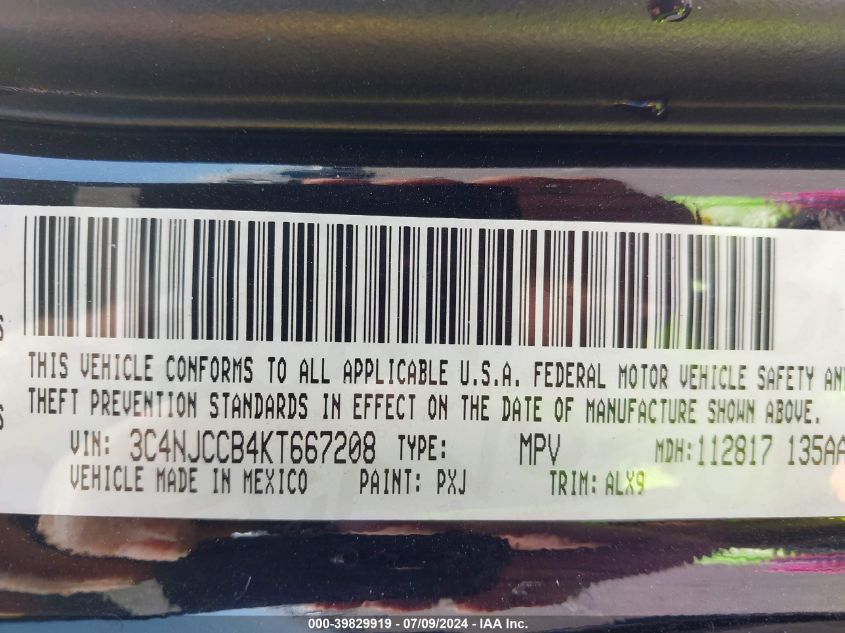 THIS VEHICLE CONFORMS TO ALL APPLICABLE U.S.A. FEDERAL MOTOR VEHICLE SAFETY AN
THEFT PREVENTION STANDARDS IN EFFECT ON THE DATE OF MANUFACTURE SHOWN ABOVE.
VIN: 3C4NJCCB4KT667208 TYPE: MPV MDH:112817 135AA
VEHICLE MADE IN MEXICO PAINT: PXJ TRIM: ALX9
000-39829919 / 07/09/2024 - IAA Inc.